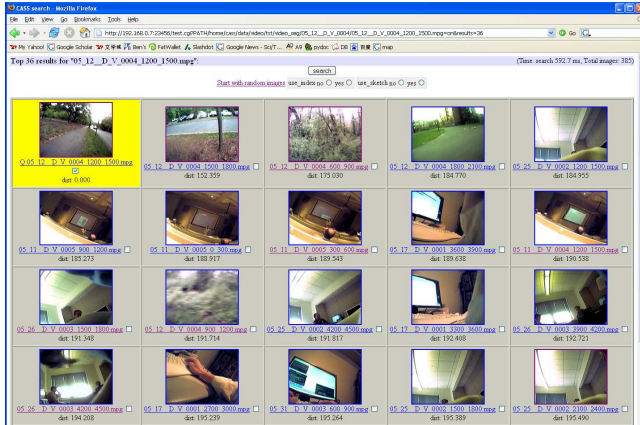 CASS search - Mozilla Firefox
File Edit View Go Bookmarks Tools Help
http://192.168.0.7:23456/test.cgi?PATH/home/cass/data/video/tst/video_seg/05_12__D_V_0004/05_12__D_V_0004_1200_1500.mpg=on&results=36
Go
My Yahoo! Google Scholar Ben's FatWallet Slashdot Google News - Sci/T... A9 pydoc DB map
Top 36 results for "05_12__D_V_0004_1200_1500.mpg":
(Time: search 592.7 ms, Total images: 385)
search
Start with random images use_index no yes use_sketch no yes
Q 05_12__D_V_0004_1200_1500.mpg
dist: 0.000
05_12__D_V_0004_1500_1800.mpg
dist: 152.359
05_12__D_V_0004_600_900.mpg
dist: 175.030
05_12__D_V_0004_1800_2100.mpg
dist: 184.770
05_25__D_V_0002_1200_1500.mpg
dist: 184.955
05_11__D_V_0005_900_1200.mpg
dist: 185.273
05_11__D_V_0005_0_300.mpg
dist: 188.917
05_11__D_V_0005_300_600.mpg
dist: 189.543
05_17__D_V_0001_3600_3900.mpg
dist: 189.638
05_11__D_V_0004_1200_1500.mpg
dist: 190.538
05_26__D_V_0003_1500_1800.mpg
dist: 191.348
05_12__D_V_0004_900_1200.mpg
dist: 191.714
05_25__D_V_0002_4200_4500.mpg
dist: 191.817
05_17__D_V_0001_3300_3600.mpg
dist: 192.408
05_26__D_V_0003_3900_4200.mpg
dist: 192.721
05_26__D_V_0003_4200_4500.mpg
dist: 194.208
05_17__D_V_0001_2700_3000.mpg
dist: 195.239
05_31__D_V_0003_600_900.mpg
dist: 195.264
05_25__D_V_0002_1500_1800.mpg
dist: 195.389
05_25__D_V_0002_2100_2400.mpg
dist: 195.490